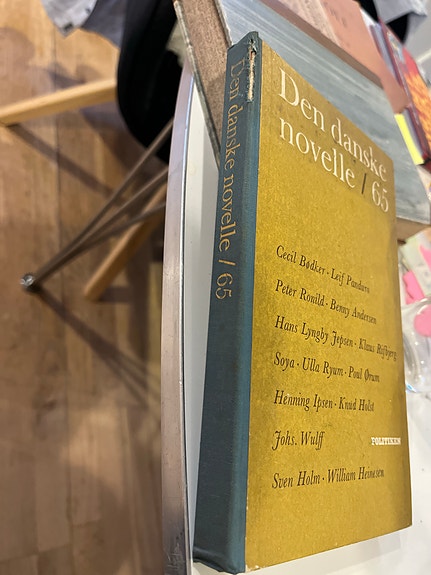 Den danske novelle / 65
Den danske
novelle / 65
Cecil Bødker · Leif Panduro
Peter Ronild · Benny Andersen
Hans Lyngby Jepsen · Klaus Rifbjerg
Soya · Ulla Ryum · Poul Ørum
Henning Ipsen · Knud Holst
Johs. Wulff
POLITIKEN
Sven Holm · William Heinesen